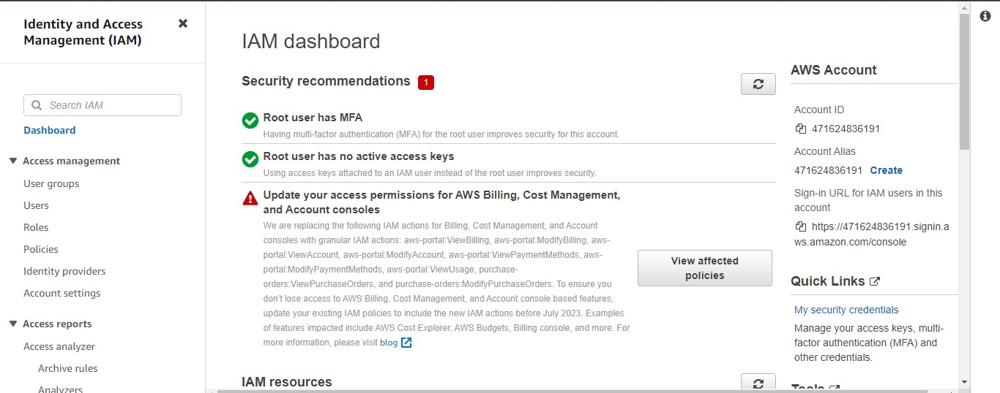 Identity and Access
Management (IAM)
Search IAM
Dashboard
Access management
User groups
Users
Roles
Policies
Identity providers
Account settings
Access reports
Access analyzer
Archive rules
Analyzers
IAM dashboard
Security recommendations 1
Root user has MFA
Having multi-factor authentication (MFA) for the root user improves security for this account.
Root user has no active access keys
Using access keys attached to an IAM user instead of the root user improves security.
Update your access permissions for AWS Billing, Cost Management,
and Account consoles
We are replacing the following IAM actions for Billing, Cost Management, and Account
consoles with granular IAM actions: aws-portal:ViewBilling, aws-portal:ModifyBilling, aws-
portal:ViewAccount, aws-portal:ModifyAccount, aws-portal:ViewPaymentMethods, aws-
portal:ModifyPaymentMethods, aws-portal:ViewUsage, purchase-
orders:ViewPurchaseOrders, and purchase-orders:ModifyPurchaseOrders. To ensure you
don't lose access to AWS Billing, Cost Management, and Account console based features,
update your existing IAM policies to include the new IAM actions before July 2023. Examples
of features impacted include AWS Cost Explorer, AWS Budgets, Billing console, and more. For
more information, please visit blog.
View affected
policies
IAM resources
AWS Account
Account ID
471624836191
Account Alias
471624836191 Create
Sign-in URL for IAM users in this
account
https://471624836191.signin.a
ws.amazon.com/console
Quick Links
My security credentials
Manage your access keys, multi-
factor authentication (MFA) and
other credentials.
Tools